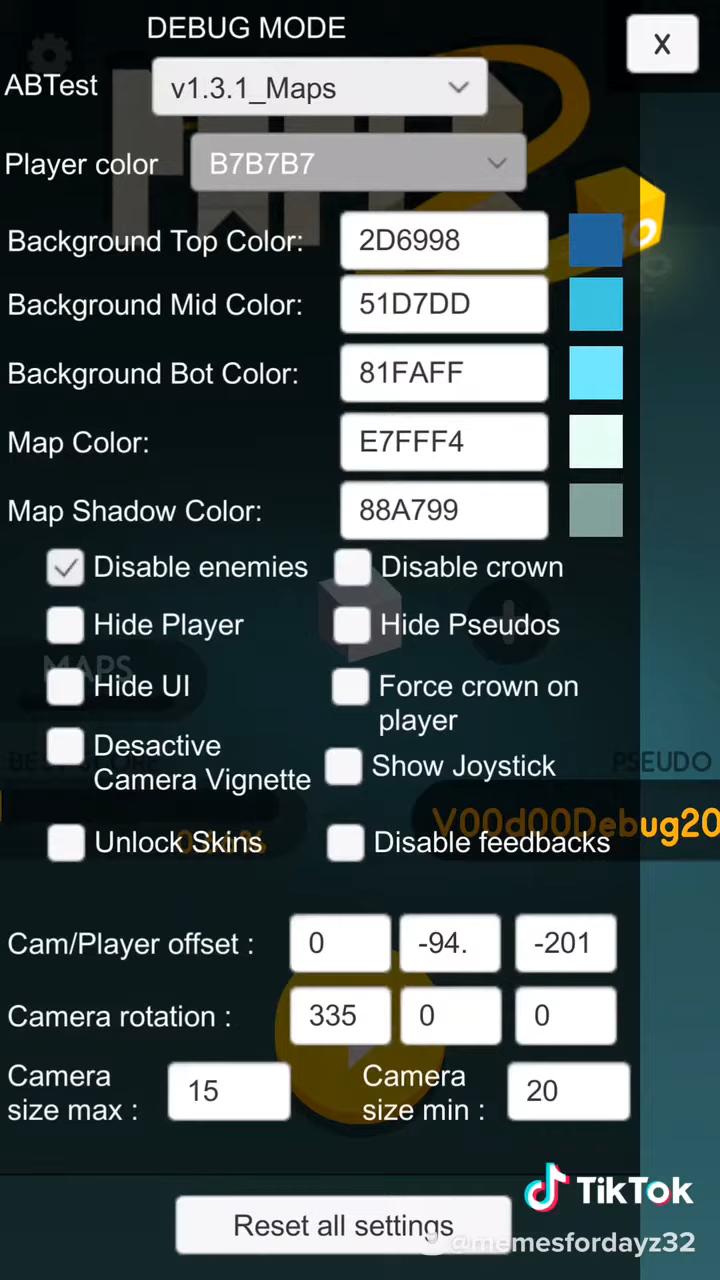 DEBUG MODE
X
ABTest
v1.3.1_Maps
Player color
B7B7B7
Background Top Color:
2D6998
Background Mid Color:
51D7DD
Background Bot Color:
81FAFF
Map Color:
E7FFF4
Map Shadow Color:
88A799
Disable enemies
Disable crown
Hide Player
Hide Pseudos
MAPS
Hide UI
Force crown on
player
Desactive
Camera Vignette
Show Joystick
BEST SCORE
PSEUDO
V00d00Debug20
Unlock Skins
Disable feedbacks
Cam/Player offset :
0
-94.
-201
Camera rotation :
335
0
0
Camera
size max :
15
Camera
size min :
20
TikTok
Reset all settings
@memesfordayz32